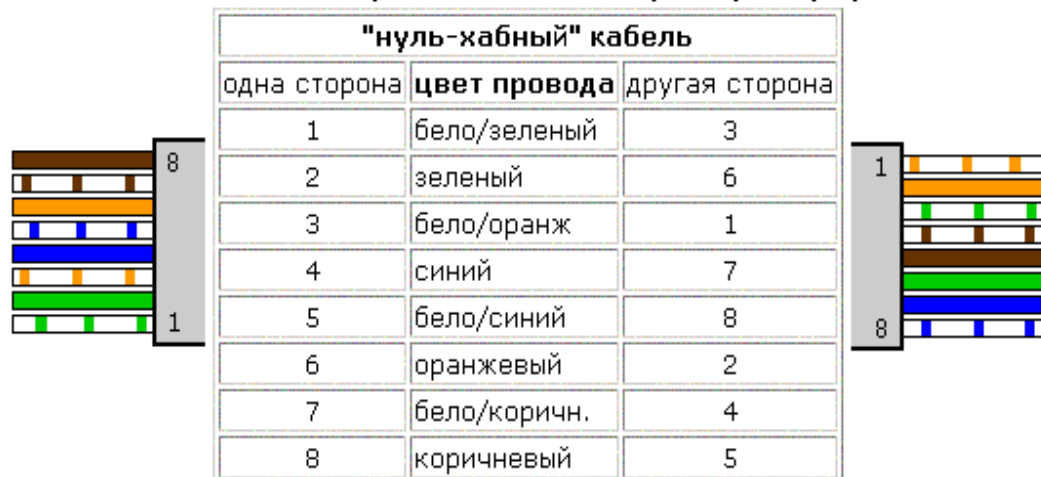 "нуль-хабный" кабель
одна сторона цвет провода другая сторона
1 бело/зеленый 3
2 зеленый 6
3 бело/оранж 1
4 синий 7
5 бело/синий 8
6 оранжевый 2
7 бело/коричн. 4
8 коричневый 5
8
1
1
8